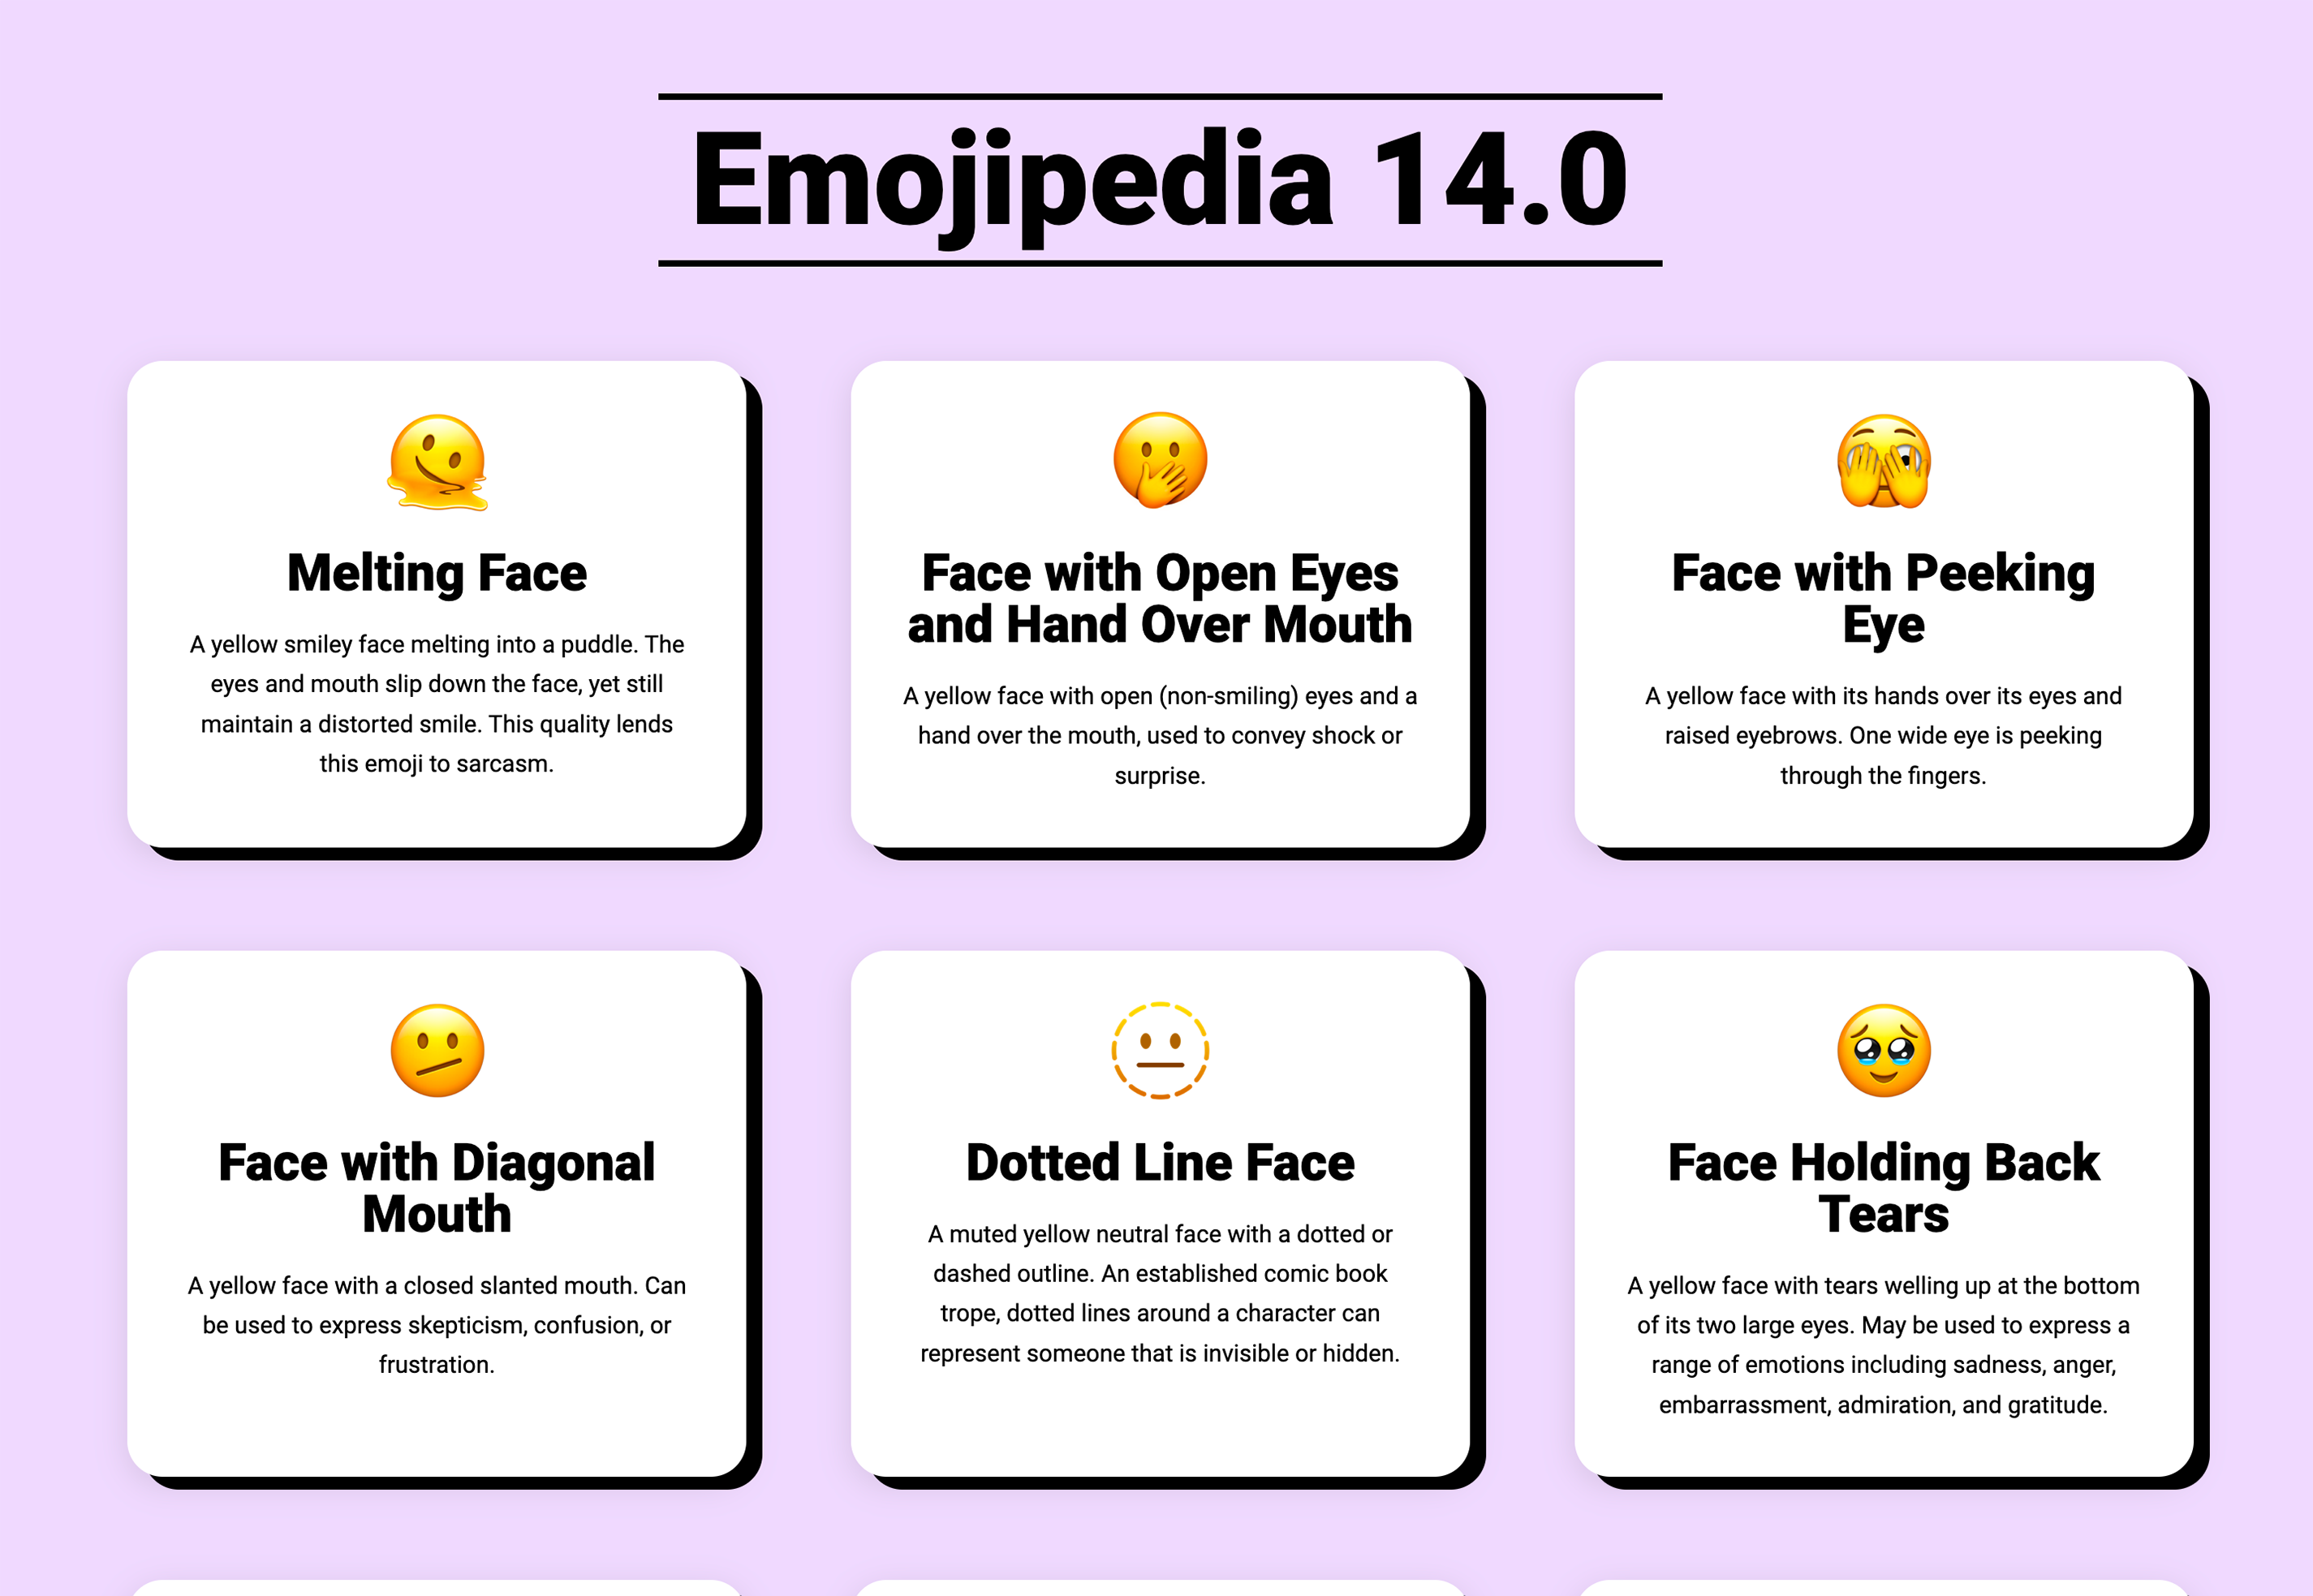 Emojipedia 14.0
Melting Face
A yellow smiley face melting into a puddle. The
eyes and mouth slip down the face, yet still
maintain a distorted smile. This quality lends
this emoji to sarcasm.
Face with Open Eyes
and Hand Over Mouth
A yellow face with open (non-smiling) eyes and a
hand over the mouth, used to convey shock or
surprise.
Face with Peeking
Eye
A yellow face with its hands over its eyes and
raised eyebrows. One wide eye is peeking
through the fingers.
Face with Diagonal
Mouth
A yellow face with a closed slanted mouth. Can
be used to express skepticism, confusion, or
frustration.
Dotted Line Face
A muted yellow neutral face with a dotted or
dashed outline. An established comic book
trope, dotted lines around a character can
represent someone that is invisible or hidden.
Face Holding Back
Tears
A yellow face with tears welling up at the bottom
of its two large eyes. May be used to express a
range of emotions including sadness, anger,
embarrassment, admiration, and gratitude.